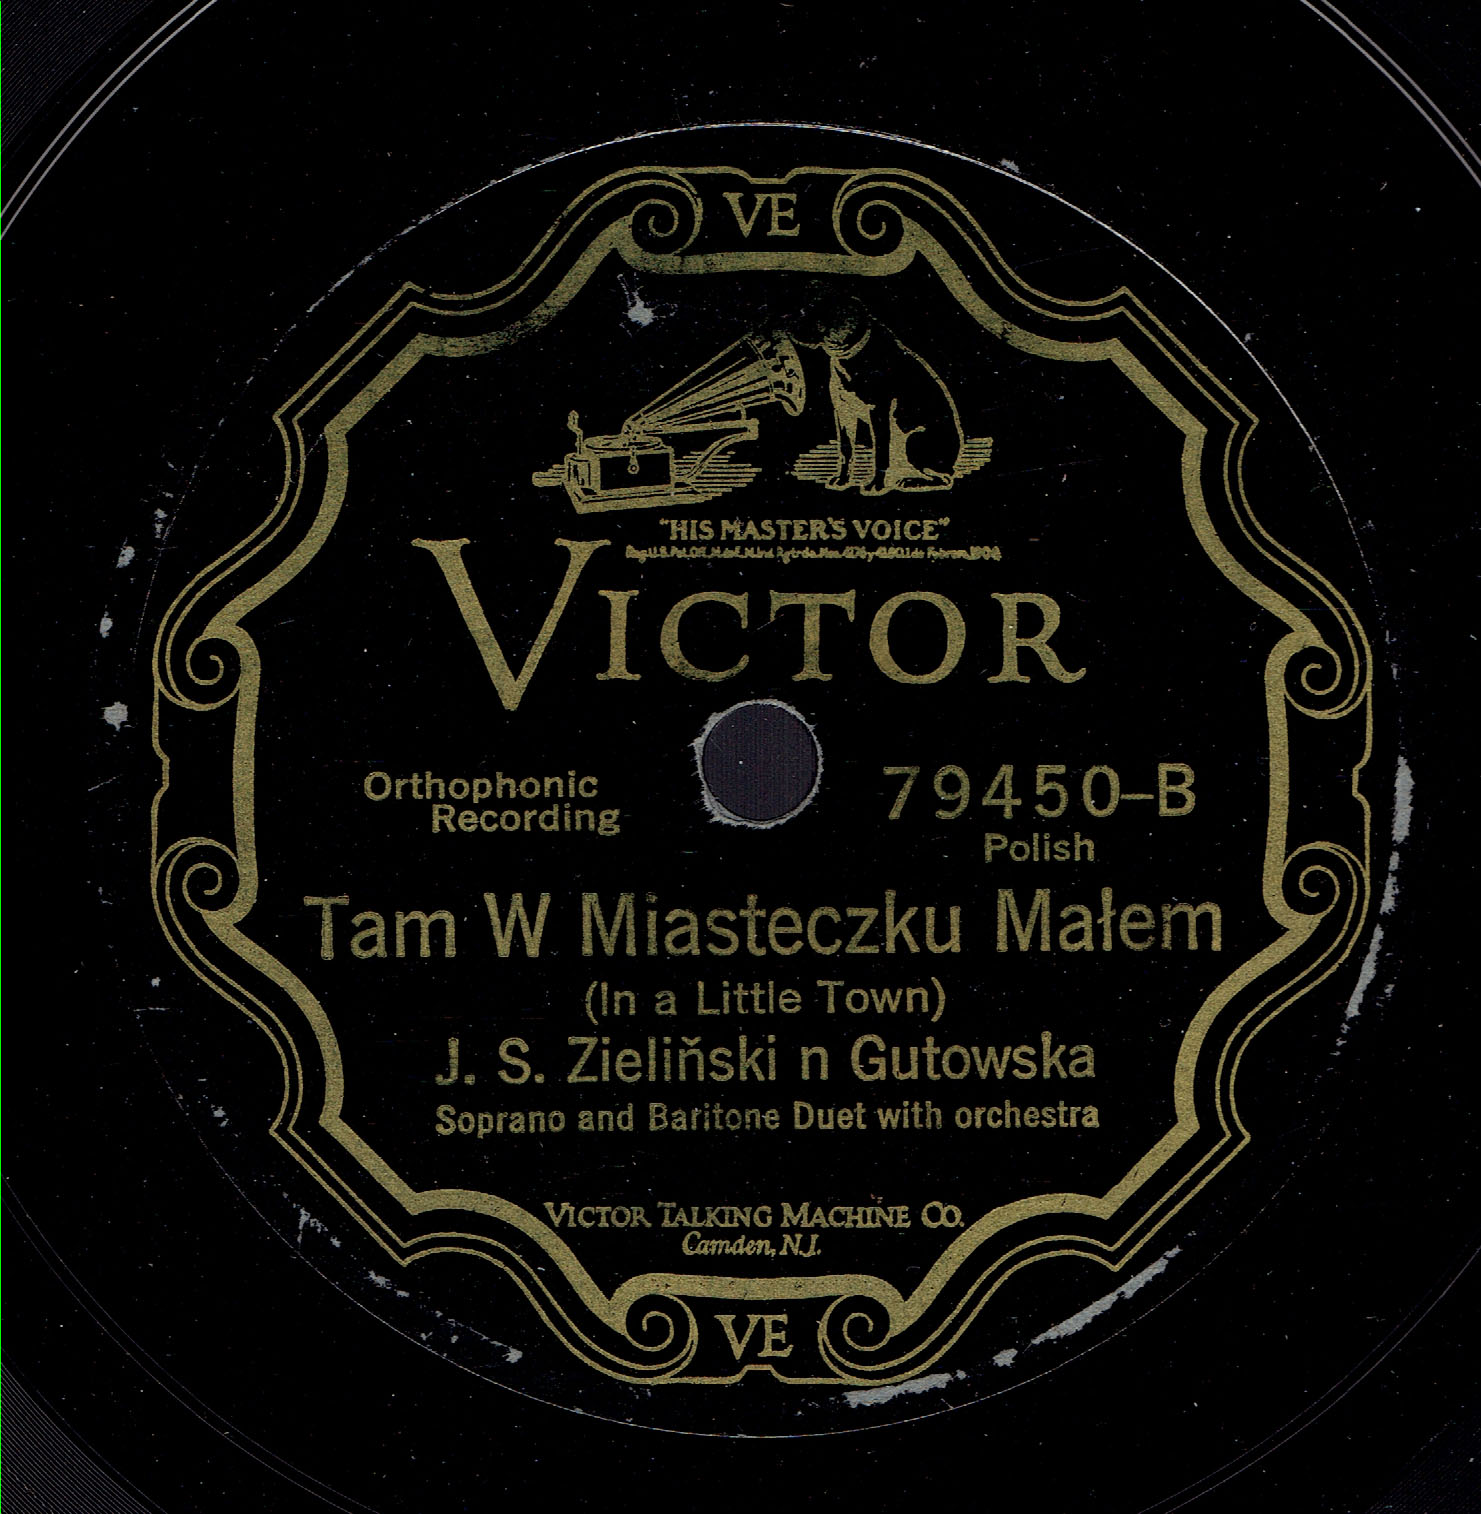 VE
"HIS MASTER'S VOICE"
VICTOR
Orthophonic
Recording
79450-B
Polish
Tam W Miasteczku Małem
(In a Little Town)
J. S. Zieliňski n Gutowska
Soprano and Baritone Duet with orchestra
VICTOR TALKING MACHINE CO.
Camden, N.J.
VE